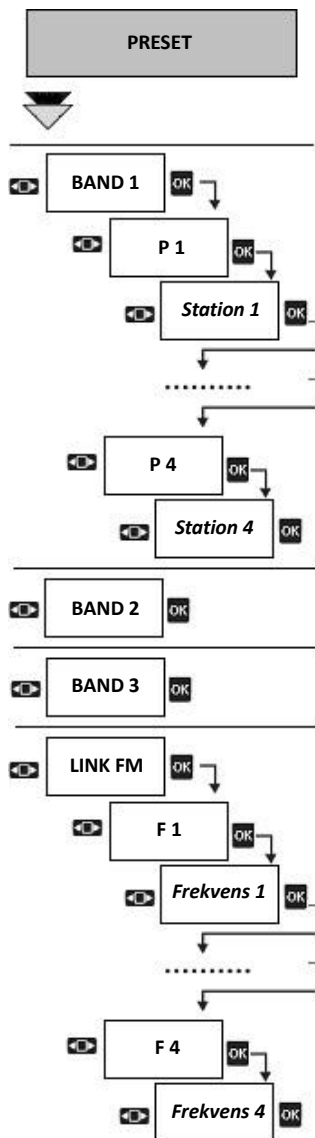 PRESET
BAND 1 OK
P 1 OK
Station 1 OK
..........
P 4 OK
Station 4 OK
BAND 2 OK
BAND 3 OK
LINK FM OK
F 1 OK
Frekvens 1 OK
..........
F 4 OK
Frekvens 4 OK